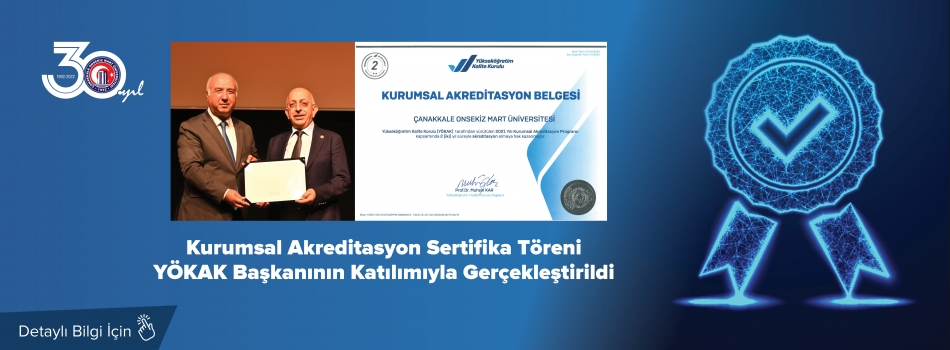 30.yıl
1992-2022
2
Yükseköğretim
Kalite Kurulu
KURUMSAL AKREDİTASYON BELGESİ
ÇANAKKALE ONSEKİZ MART ÜNİVERSİTESİ
Yükseköğretim Kalite Kurulu (YÖKAK) tarafından yürütülen 2021 Yılı Kurumsal Akreditasyon Programı
kapsamında 2 (iki) yıl süreyle akreditasyon almaya hak kazanmıştır.
Prof. Dr. Muhsin KAR
Yükseköğretim Kalite Kurulu Başkanı
Kurumsal Akreditasyon Sertifika Töreni
YÖKAK Başkanının Katılımıyla Gerçekleştirildi
Detaylı Bilgi İçin